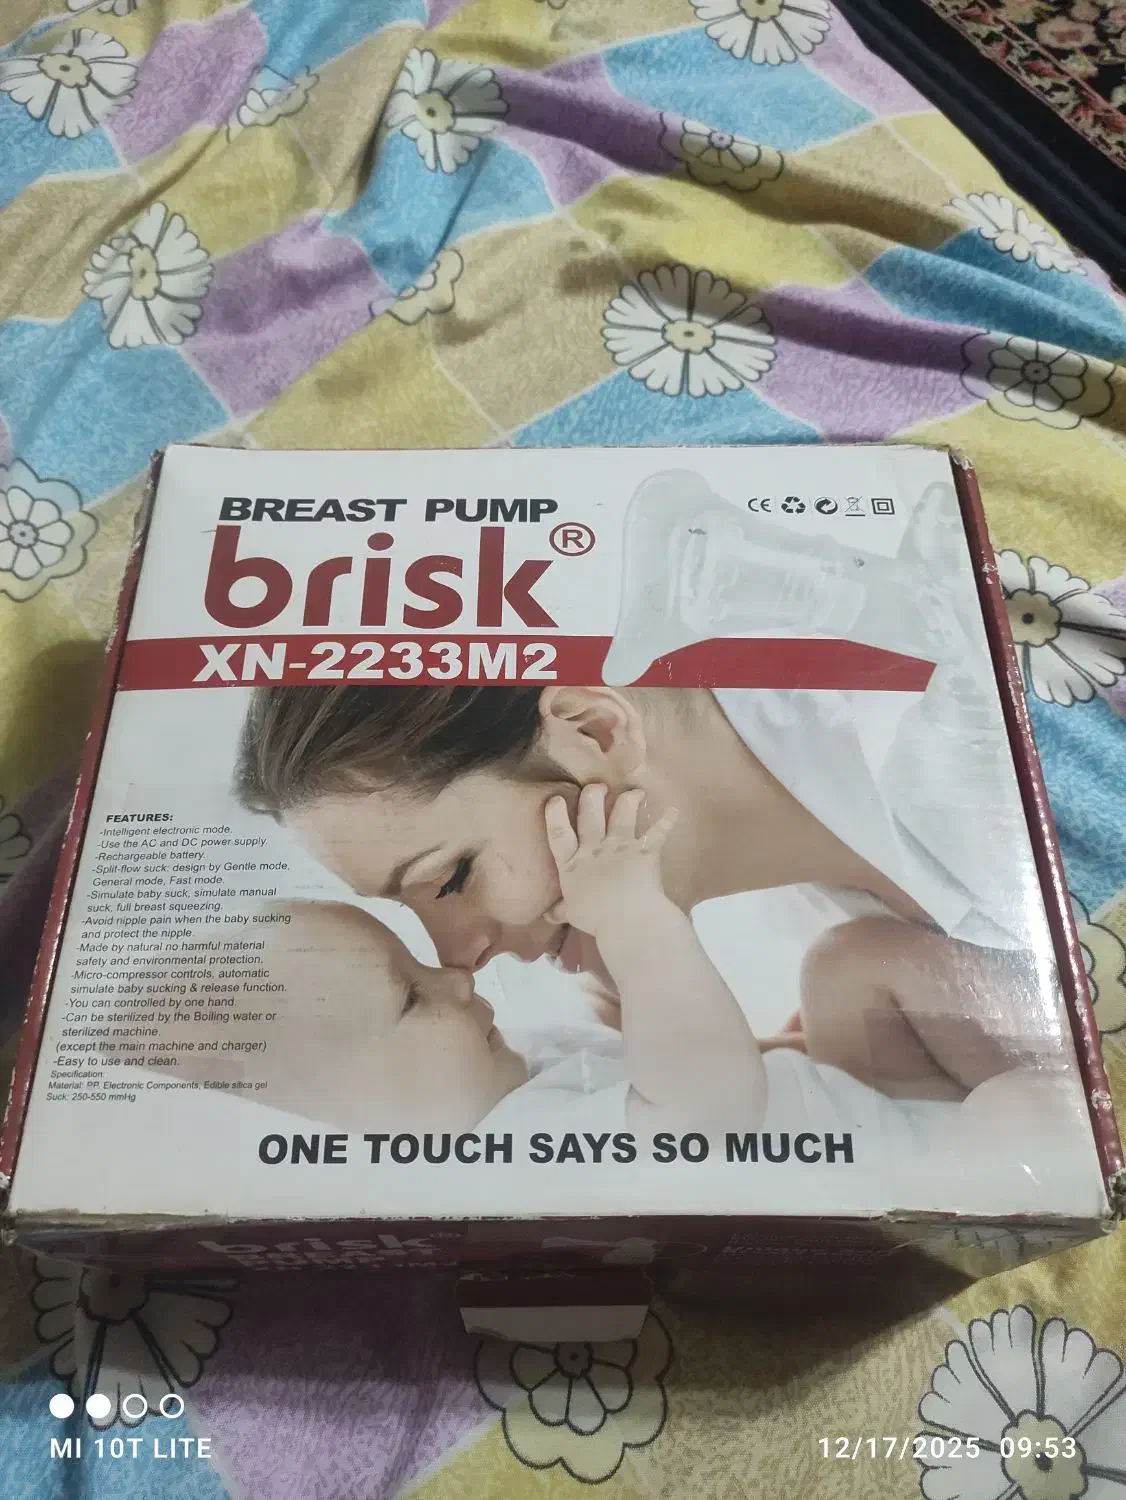 BREAST PUMP
brisk®
XN-2233M2
CE
FEATURES:
-Intelligent electronic mode.
-Use the AC and DC power supply.
-Rechargeable battery.
-Split-flow suck: design by Gentle mode,
General mode, Fast mode.
-Simulate baby suck, simulate manual
suck, full breast squeezing.
-Avoid nipple pain when the baby sucking
and protect the nipple.
-Made by natural no harmful material
safety and environmental protection.
-Micro-compressor controls, automatic
simulate baby sucking & release function.
-You can controlled by one hand.
-Can be sterilized by the Boiling water or
sterilized machine.
(except the main machine and charger)
-Easy to use and clean.
Specification:
Material: PP, Electronic Components, Edible silica gel
Suck: 250-550 mmHg
ONE TOUCH SAYS SO MUCH
brisk®
MI 10T LITE
12/17/2025 09:53